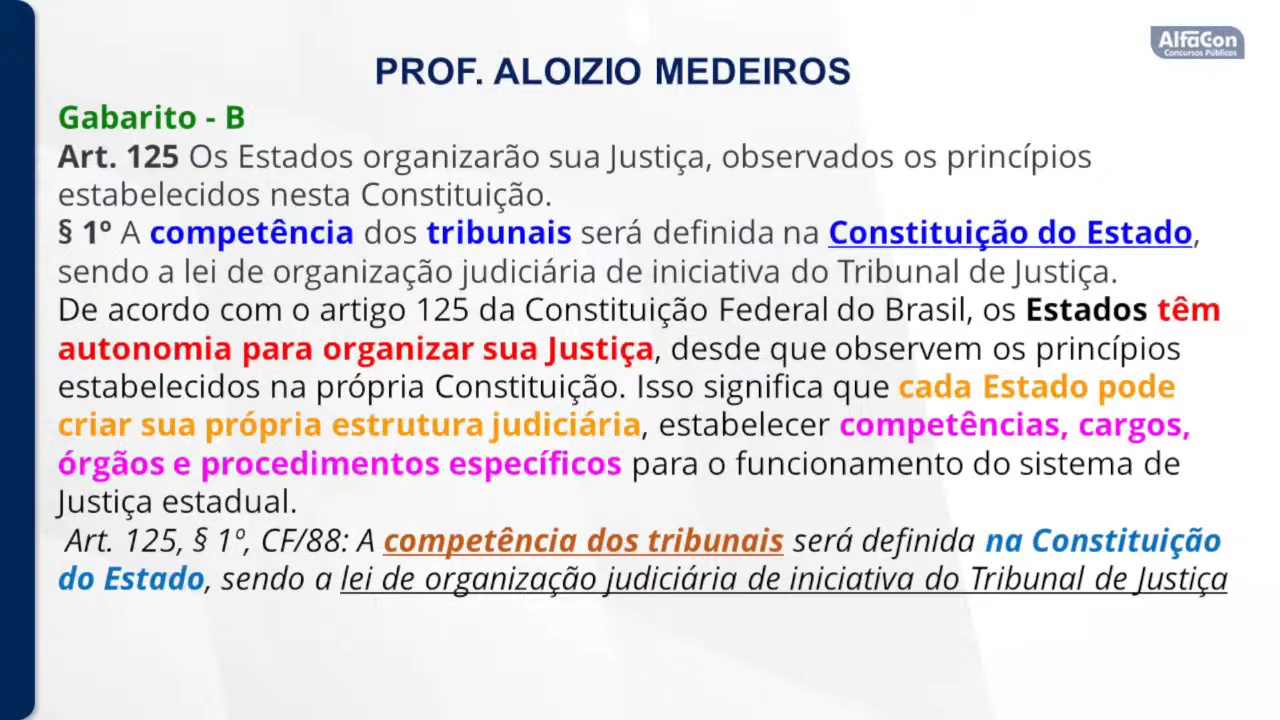 AlfaCon
Concursos Públicos
PROF. ALOIZIO MEDEIROS
Gabarito - B
Art. 125 Os Estados organizarão sua Justiça, observados os princípios
estabelecidos nesta Constituição.
§ 1º A competência dos tribunais será definida na Constituição do Estado,
sendo a lei de organização judiciária de iniciativa do Tribunal de Justiça.
De acordo com o artigo 125 da Constituição Federal do Brasil, os Estados têm
autonomia para organizar sua Justiça, desde que observem os princípios
estabelecidos na própria Constituição. Isso significa que cada Estado pode
criar sua própria estrutura judiciária, estabelecer competências, cargos,
órgãos e procedimentos específicos para o funcionamento do sistema de
Justiça estadual.
Art. 125, § 1º, CF/88: A competência dos tribunais será definida na Constituição
do Estado, sendo a lei de organização judiciária de iniciativa do Tribunal de Justiça